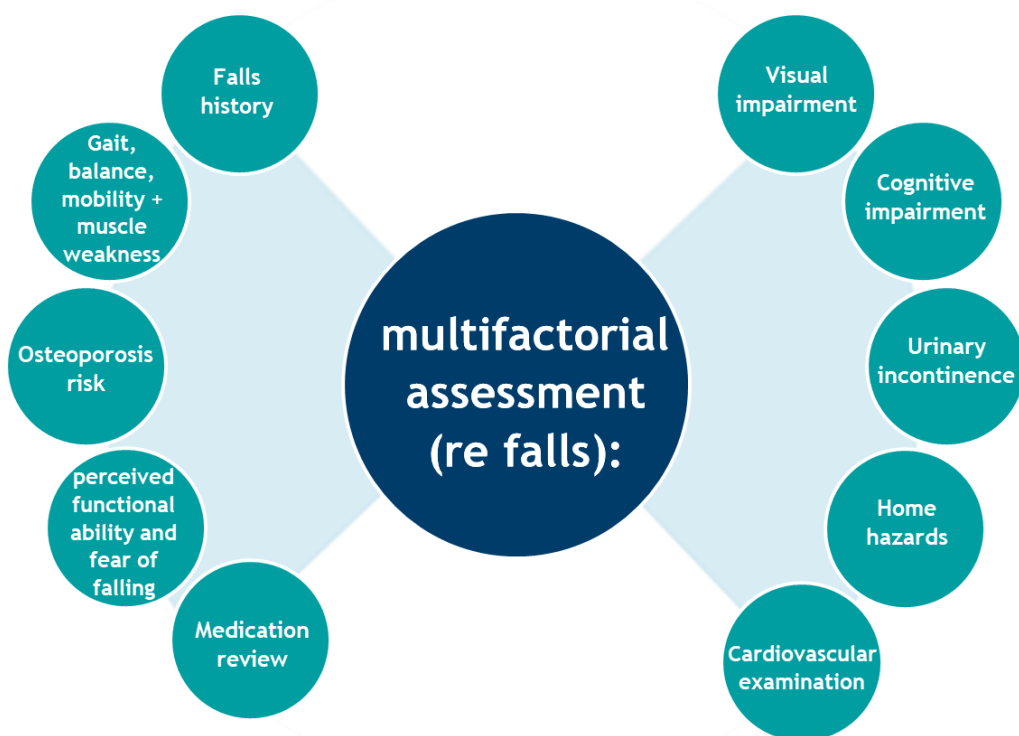 Falls
history
Gait,
balance,
mobility +
muscle
weakness
Osteoporosis
risk
perceived
functional
ability and
fear of
falling
Medication
review
multifactorial
assessment
(re falls):
Visual
impairment
Cognitive
impairment
Urinary
incontinence
Home
hazards
Cardiovascular
examination